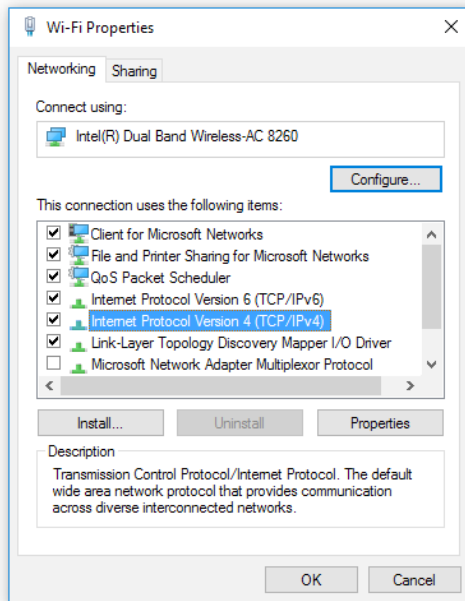 Wi-Fi Properties
Networking
Sharing
Connect using:
Intel(R) Dual Band Wireless-AC 8260
Configure...
This connection uses the following items:
Client for Microsoft Networks
File and Printer Sharing for Microsoft Networks
QoS Packet Scheduler
Internet Protocol Version 6 (TCP/IPv6)
Internet Protocol Version 4 (TCP/IPv4)
Link-Layer Topology Discovery Mapper I/O Driver
Microsoft Network Adapter Multiplexor Protocol
Install...
Uninstall
Properties
Description
Transmission Control Protocol/Internet Protocol. The default
wide area network protocol that provides communication
across diverse interconnected networks.
OK
Cancel